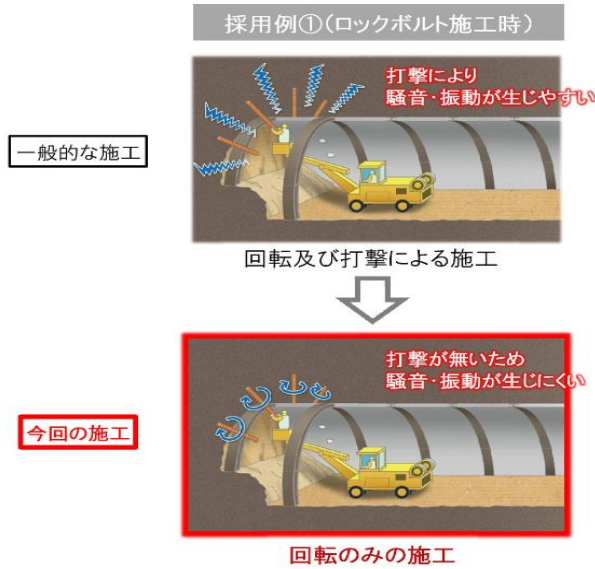 採用例①(ロックボルト施工時)
打撃により
騒音・振動が生じやすい
一般的な施工
回転及び打撃による施工
打撃が無いため
騒音・振動が生じにくい
今回の施工
回転のみの施工